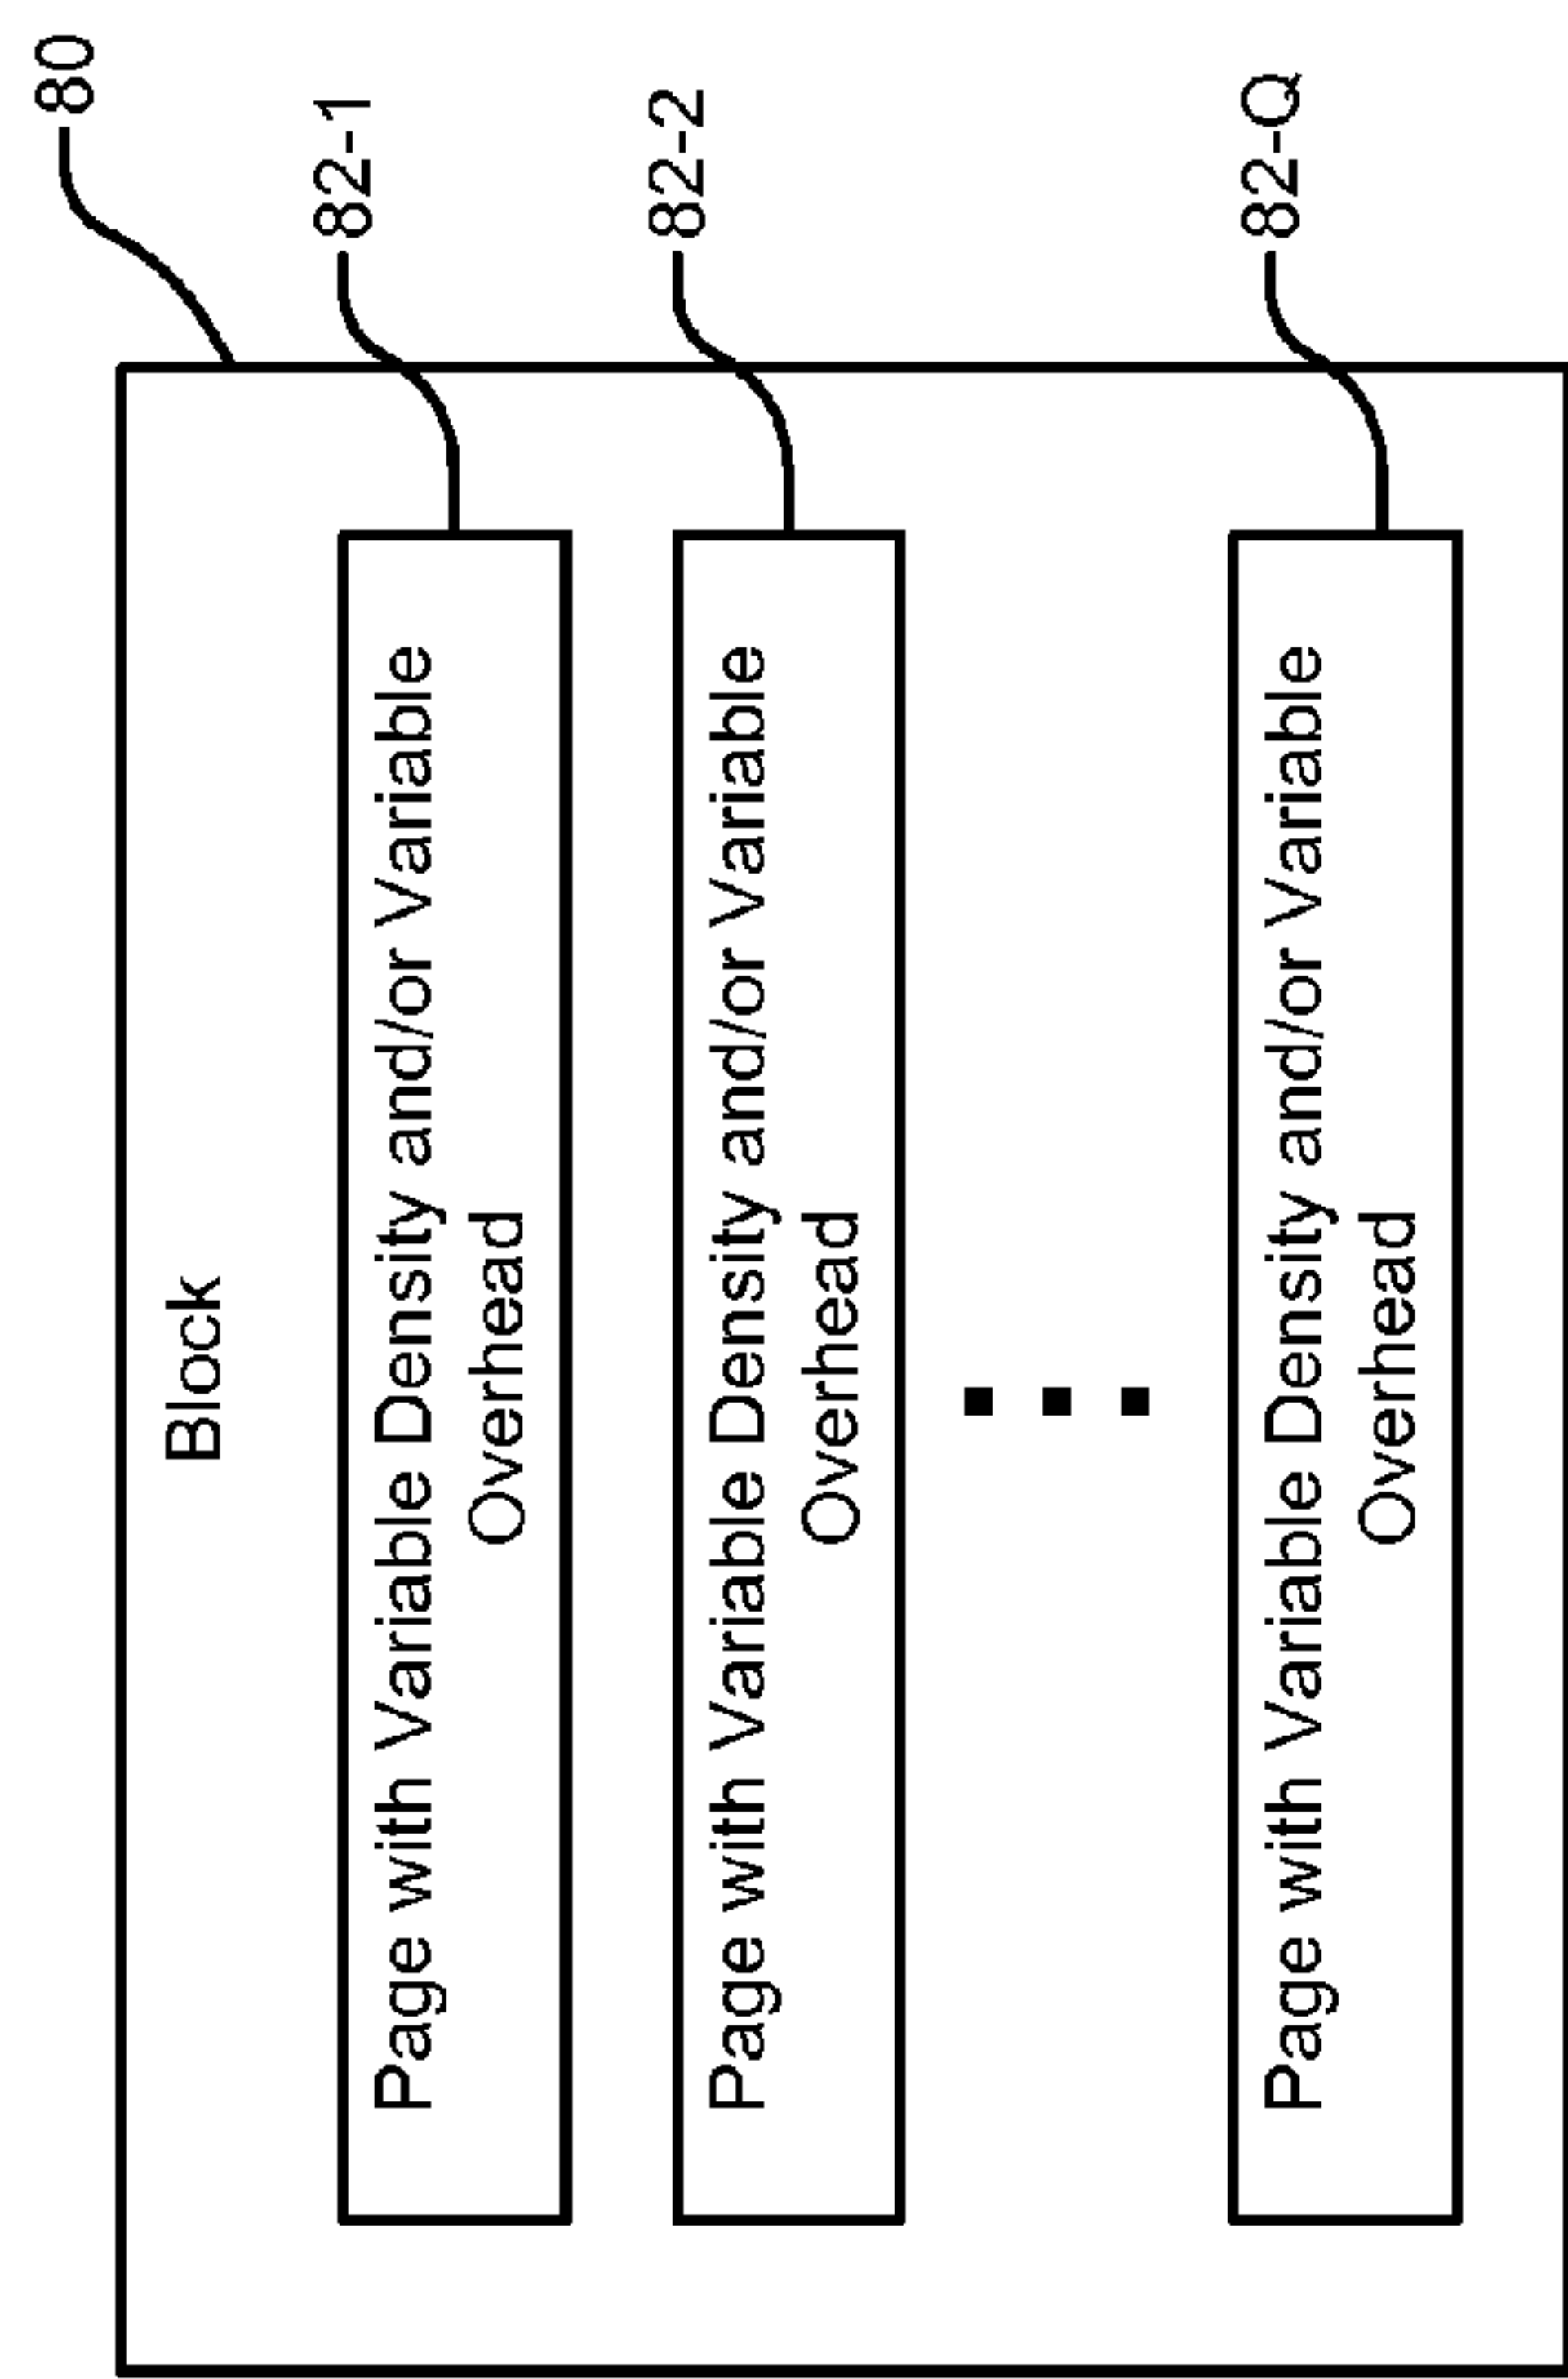 80
Block
82-1
Page with Variable Density and/or Variable
Overhead
82-2
Page with Variable Density and/or Variable
Overhead
82-Q
Page with Variable Density and/or Variable
Overhead